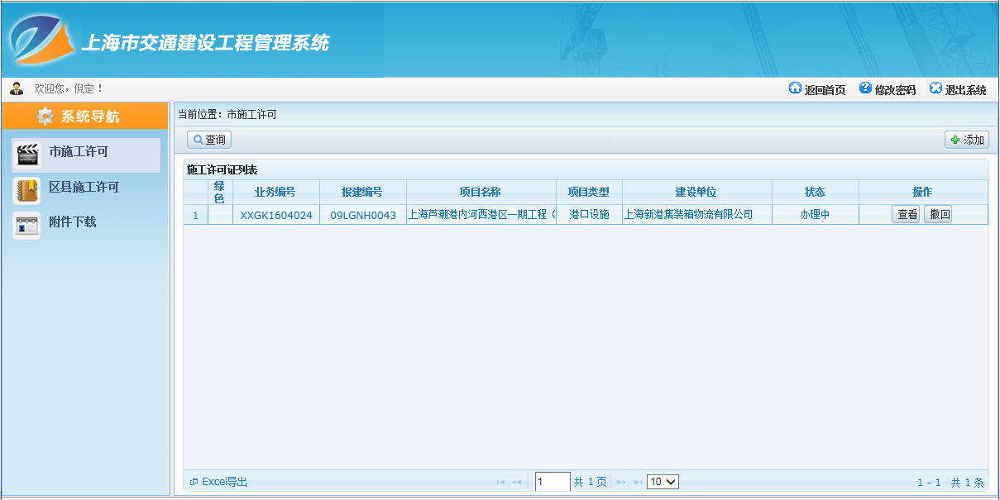 上海市交通建设工程管理系统
欢迎您，倪定！ 返回首页 修改密码 退出系统
系统导航
市施工许可
区县施工许可
附件下载
当前位置：市施工许可
查询 添加
施工许可证列表
绿色 业务编号 报建编号 项目名称 项目类型 建设单位 状态 操作
1 XXGK1604024 09LGNH0043 上海芦潮港内河西港区一期工程（ 港口设施 上海新港集装箱物流有限公司 办理中 查看 撤回
Excel导出 1 共 1 页 10 1 - 1 共 1 条